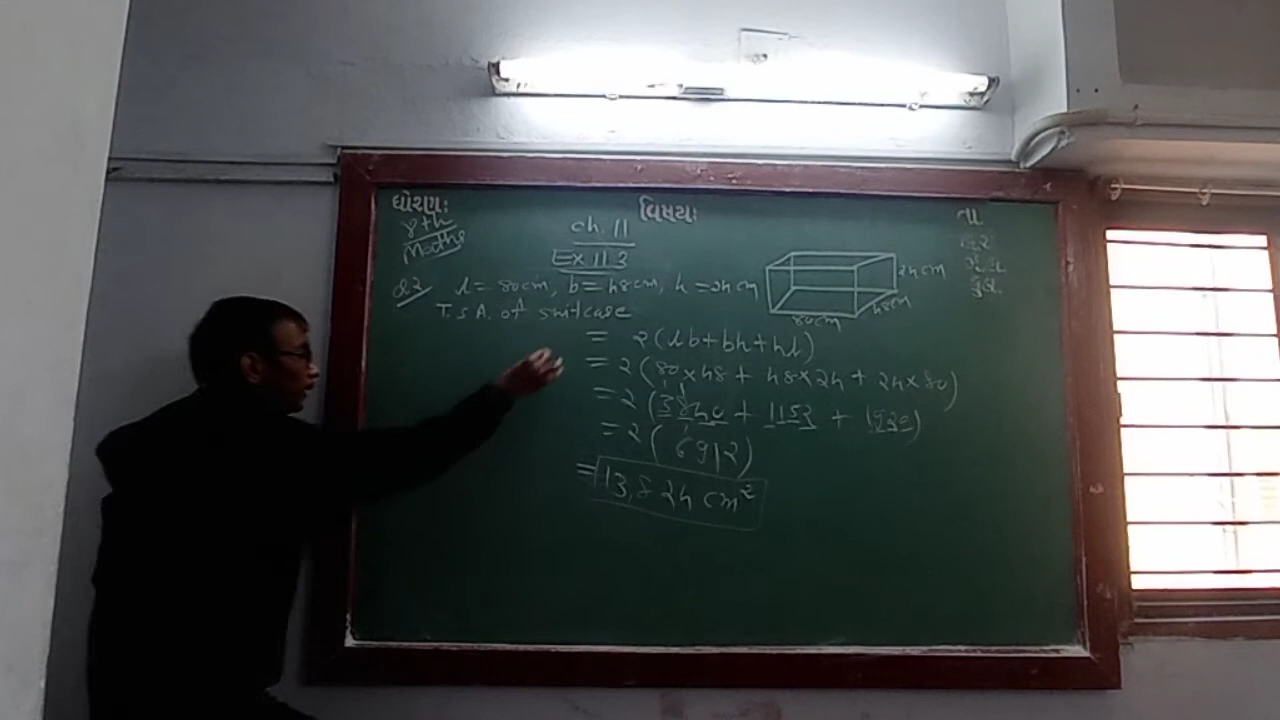 ધોરણ: વિષય: તા.
8th
Maths
ch. 11
Ex 11.3
Q.2 l = 80cm, b = 48cm, h = 24cm
24cm
48cm
80cm
T.S.A. of suitcase
= 2(lb+bh+hl)
= 2(80×48 + 48×24 + 24×80)
= 2(3840 + 1152 + 1920)
= 2(6912)
= 13,824 cm²